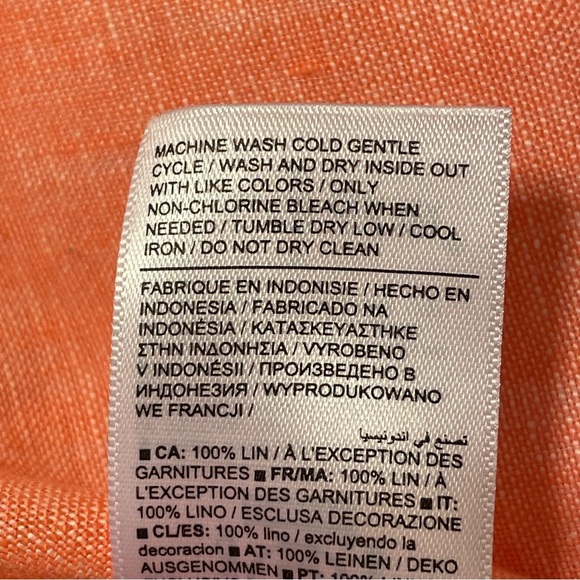 MACHINE WASH COLD GENTLE
CYCLE / WASH AND DRY INSIDE OUT
WITH LIKE COLORS / ONLY
NON-CHLORINE BLEACH WHEN
NEEDED / TUMBLE DRY LOW / COOL
IRON / DO NOT DRY CLEAN
FABRIQUE EN INDONISIE / HECHO EN
INDONESIA / FABRICADO NA
INDONÉSIA / ΚΑΤΑΣΚΕΥΑΣΤΗΚΕ
ΣΤΗΝ ΙΝΔΟΝΗΣΙΑ / VYROBENO
V INDONÉSII / ПРОИЗВЕДЕНО В
ИНДОНЕЗИЯ / WYPRODUKOWANO
WE FRANCJI /
تصنع في اندونيسيا
■ CA: 100% LIN / À L'EXCEPTION DES
GARNITURES ■ FR/MA: 100% LIN / À
L'EXCEPTION DES GARNITURES ■ IT:
100% LINO / ESCLUSA DECORAZIONE
■ CL/ES: 100% lino / excluyendo la
decoracion ■ AT: 100% LEINEN / DEKO
AUSGENOMMEN ■ PT: 100%